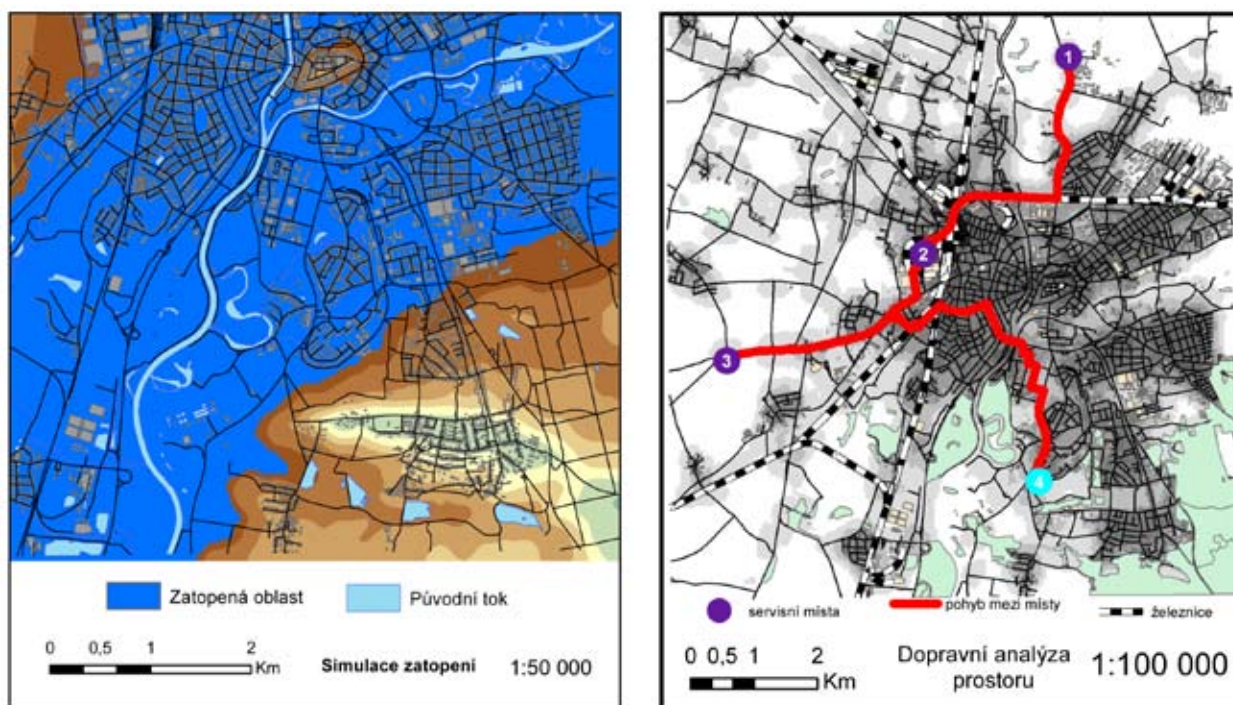 Zatopená oblast
Původní tok
0 0,5 1 2
Km
Simulace zatopení
1:50 000
1
2
3
4
servisní místa
pohyb mezi místy
železnice
0 0,5 1 2
Km
Dopravní analýza
prostoru
1:100 000